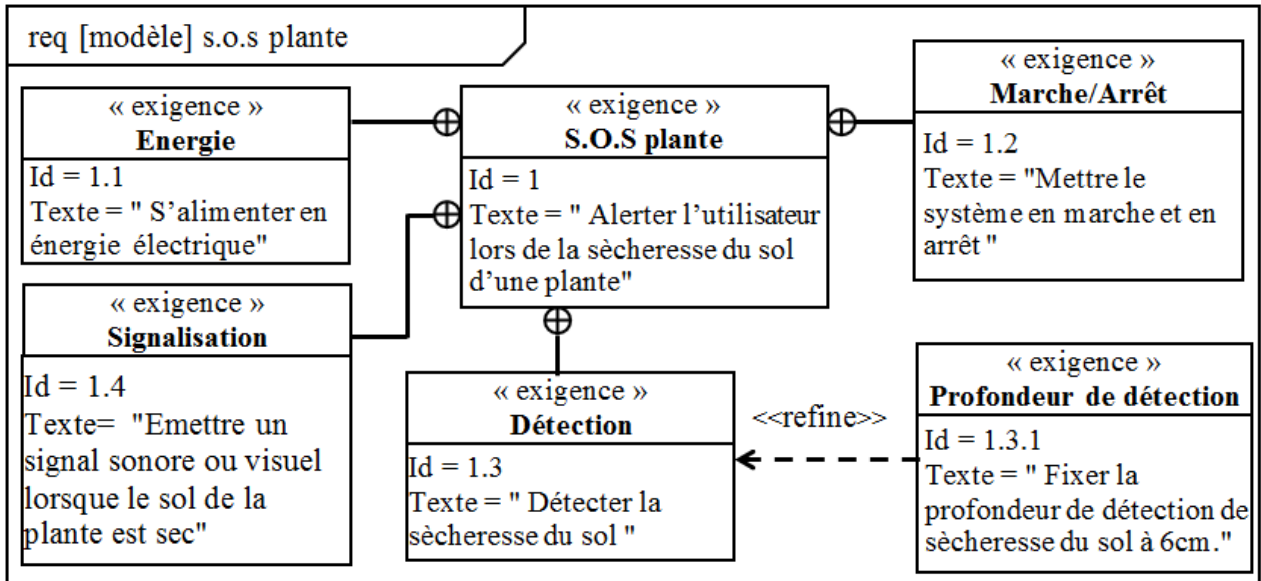 req [modèle] s.o.s plante
« exigence »
Energie
Id = 1.1
Texte = " S'alimenter en
énergie électrique"
« exigence »
S.O.S plante
Id = 1
Texte = " Alerter l'utilisateur
lors de la sècheresse du sol
d'une plante"
« exigence »
Marche/Arrêt
Id = 1.2
Texte = "Mettre le
système en marche et en
arrêt "
« exigence »
Signalisation
Id = 1.4
Texte= "Emettre un
signal sonore ou visuel
lorsque le sol de la
plante est sec"
« exigence »
Détection
Id = 1.3
Texte = " Détecter la
sècheresse du sol "
<<refine>>
« exigence »
Profondeur de détection
Id = 1.3.1
Texte = " Fixer la
profondeur de détection de
sècheresse du sol à 6cm."